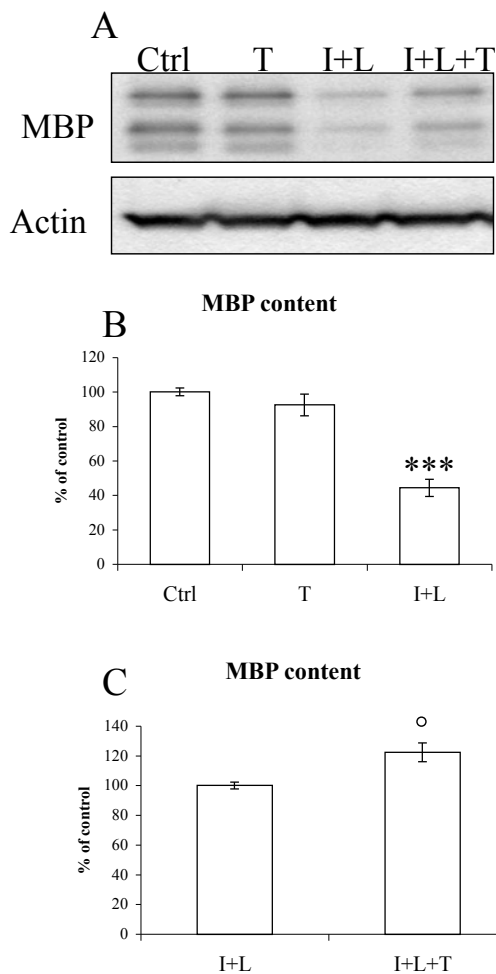 A
Ctrl T I+L I+L+T
MBP
Actin
MBP content
B
120
100
80
60
40
20
0
% of control
***
Ctrl T I+L
MBP content
C
140
120
100
80
60
40
20
0
% of control
°
I+L I+L+T